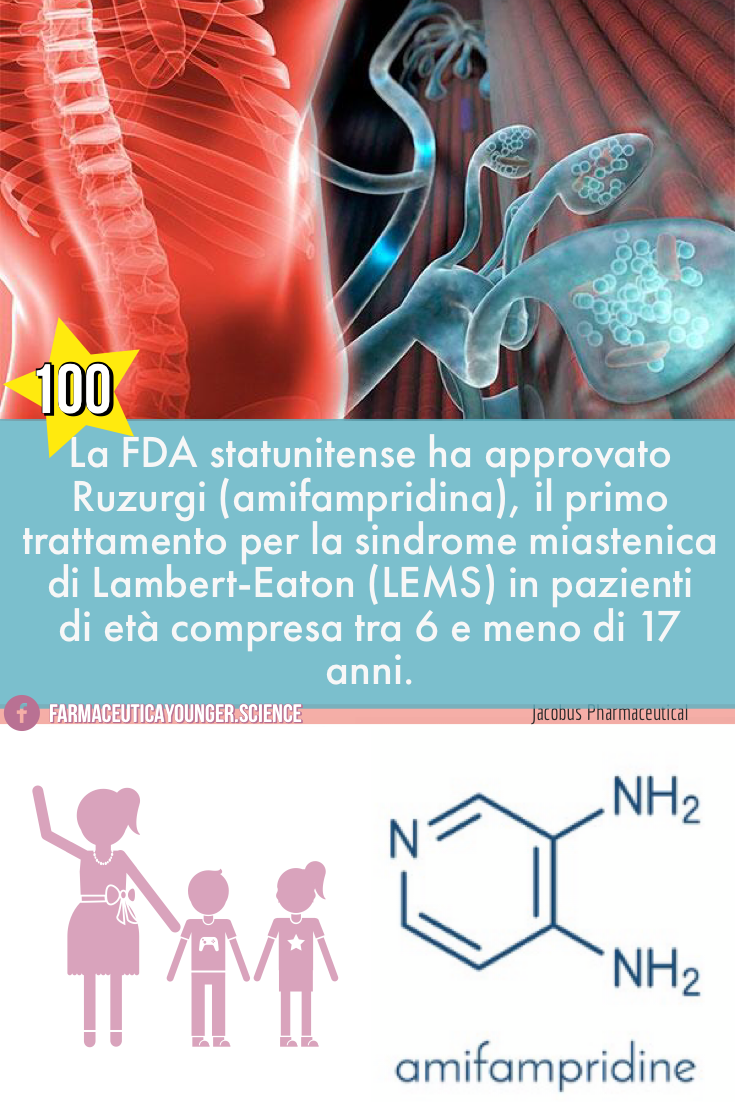 100
La FDA statunitense ha approvato
Ruzurgi (amifampridina), il primo
trattamento per la sindrome miastenica
di Lambert-Eaton (LEMS) in pazienti
di età compresa tra 6 e meno di 17
anni.
f FARMACEUTICAYOUNGER.SCIENCE
Jacobus Pharmaceutical
NH2
N
NH2
amifampridine